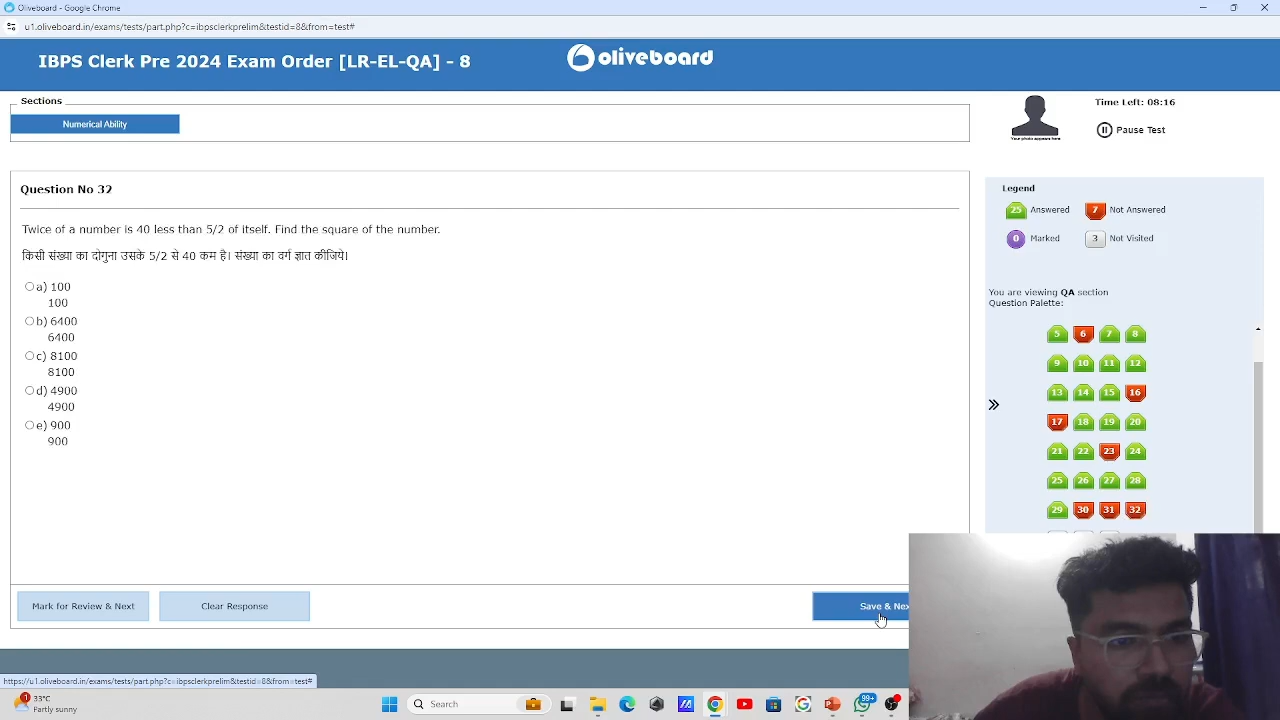 Oliveboard - Google Chrome
u1.oliveboard.in/exams/tests/part.php?c=ibpsclerkprelim&testid=8&from=test#
IBPS Clerk Pre 2024 Exam Order [LR-EL-QA] - 8
oliveboard
Sections
Numerical Ability
Your photo appears here
Time Left: 08:16
Pause Test
Question No 32
Twice of a number is 40 less than 5/2 of itself. Find the square of the number.
किसी संख्या का दोगुना उसके 5/2 से 40 कम है। संख्या का वर्ग ज्ञात कीजिये।
a) 100
100
b) 6400
6400
c) 8100
8100
d) 4900
4900
e) 900
900
Legend
25 Answered 7 Not Answered
0 Marked 3 Not Visited
You are viewing QA section
Question Palette:
5 6 7 8
9 10 11 12
13 14 15 16
17 18 19 20
21 22 23 24
25 26 27 28
29 30 31 32
Mark for Review & Next
Clear Response
Save & Nex
https://u1.oliveboard.in/exams/tests/part.php?c=ibpsclerkprelim&testid=8&from=test#
1
33°C
Partly sunny
Search
99+